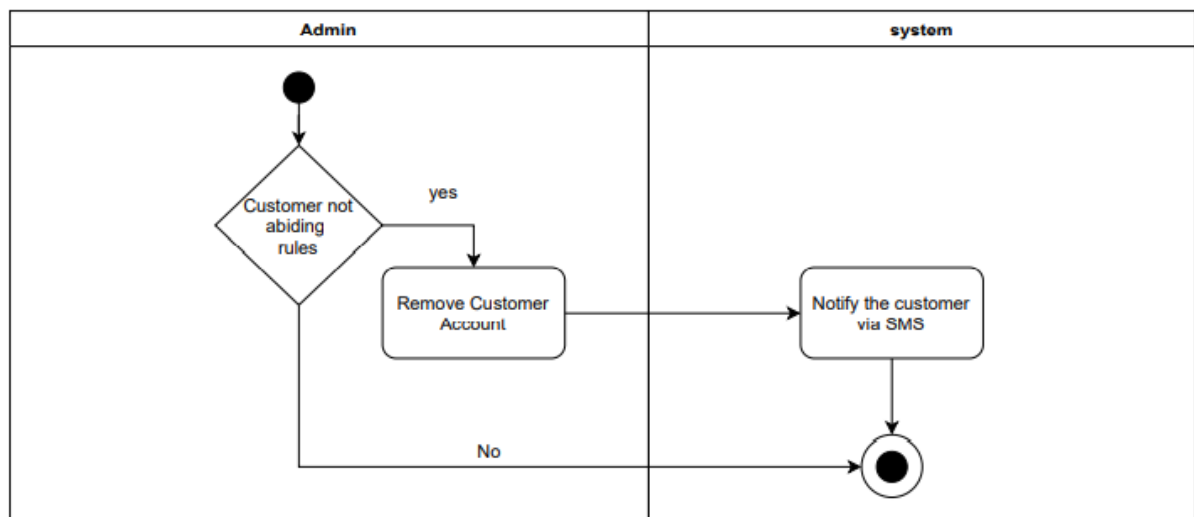 Admin
system
Customer not
abiding
rules
yes
Remove Customer
Account
Notify the customer
via SMS
No